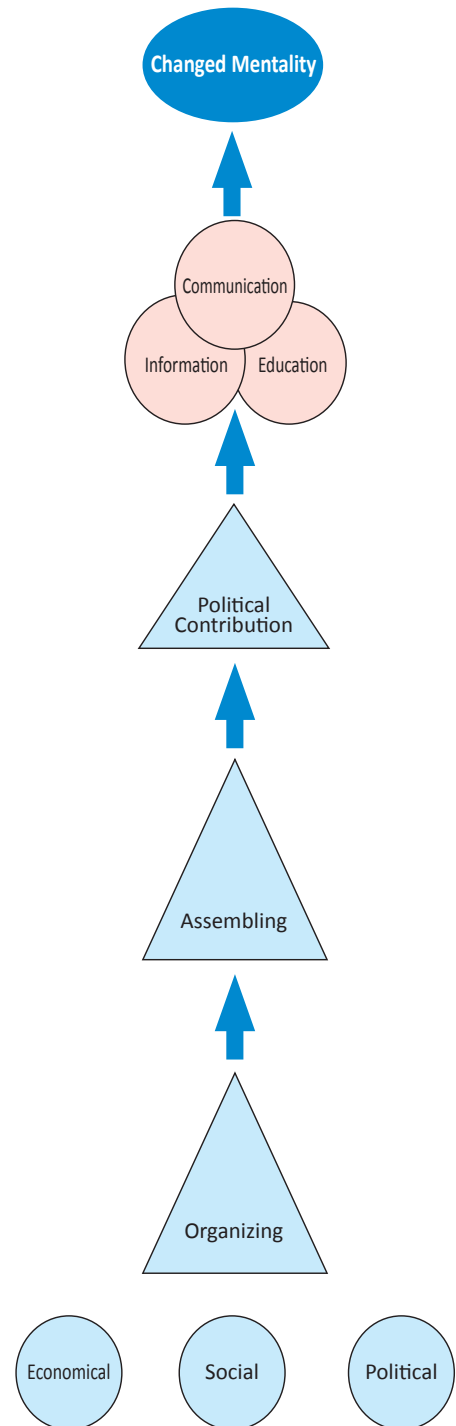 Changed Mentality
Communication
Information Education
Political
Contribution
Assembling
Organizing
Economical Social Political